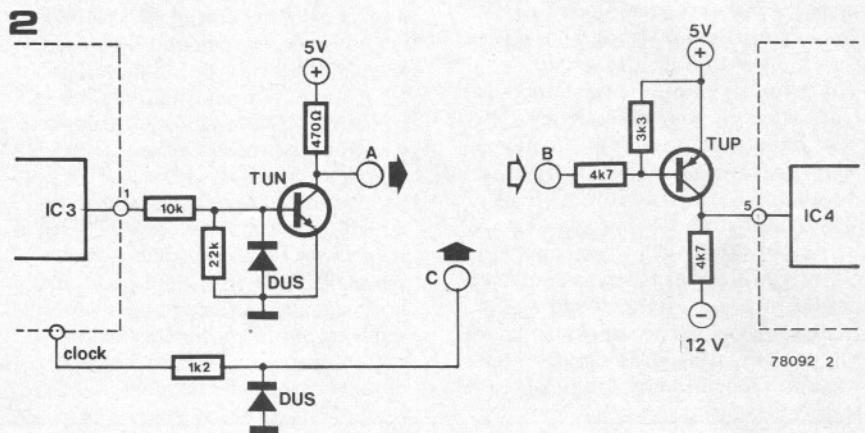 2
5V
+
470Ω
A
TUN
IC3
1
10k
22k
DUS
clock
1k2
DUS
C
5V
+
3k3
TUP
B
4k7
5
IC4
4k7
−
12 V
78092 2